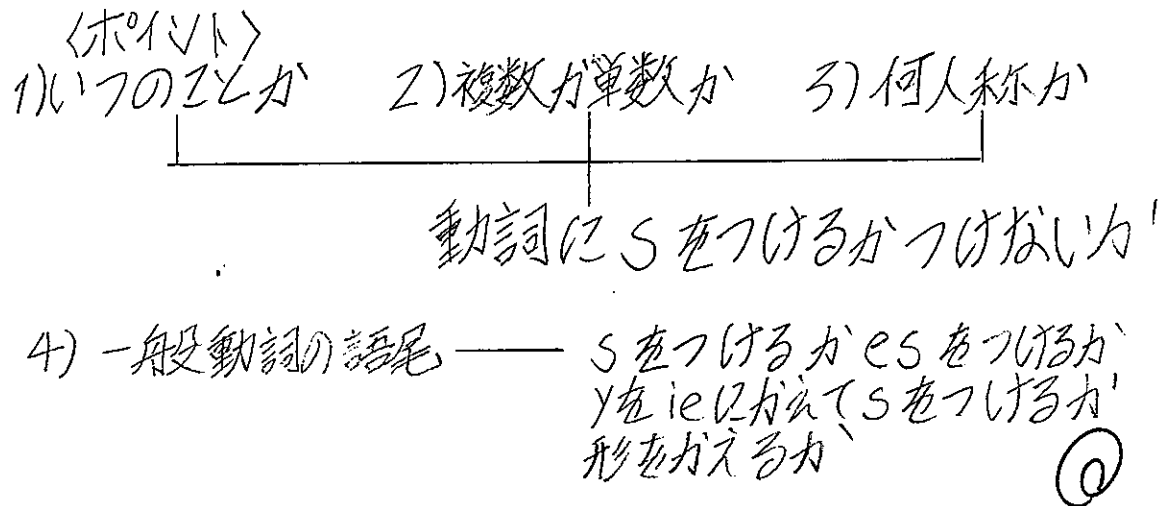 〈ポイント〉
1)いつのことか 2)複数か単数か 3)何人称か
動詞にsをつけるかつけないか
4)一般動詞の語尾 ── sをつけるかesをつけるか
yをieにかえてsをつけるか
形をかえるか